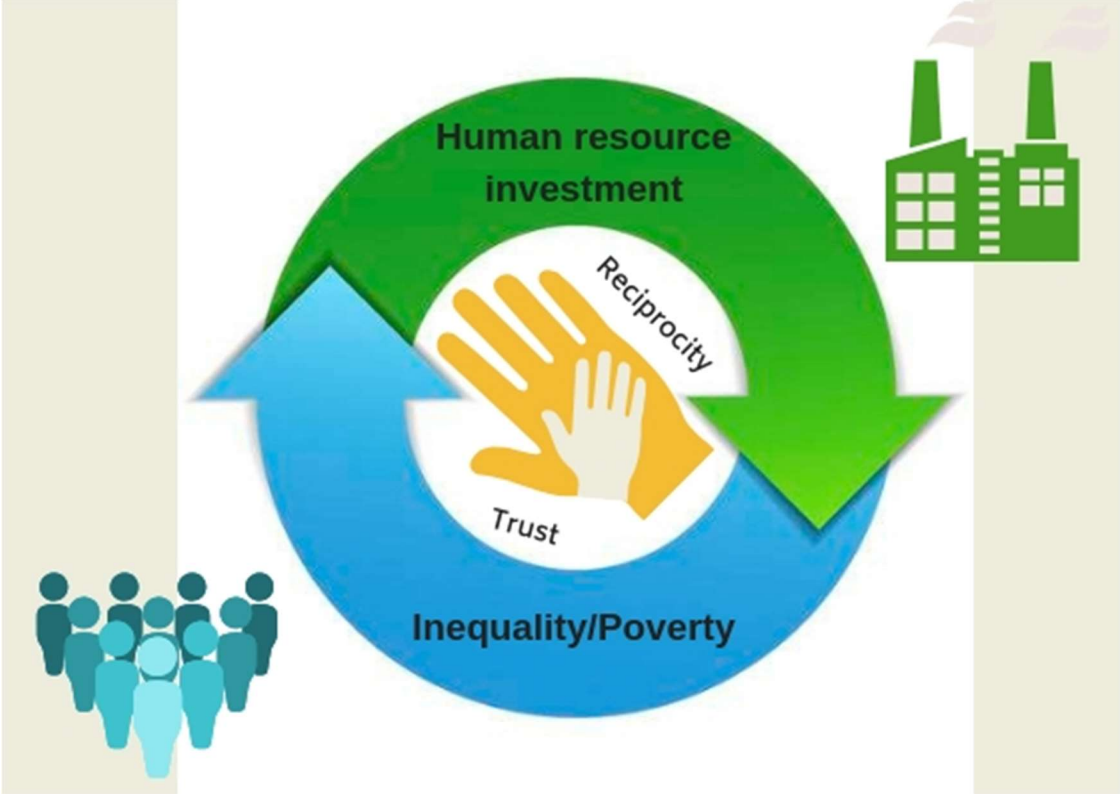 Human resource
investment
Reciprocity
Trust
Inequality/Poverty